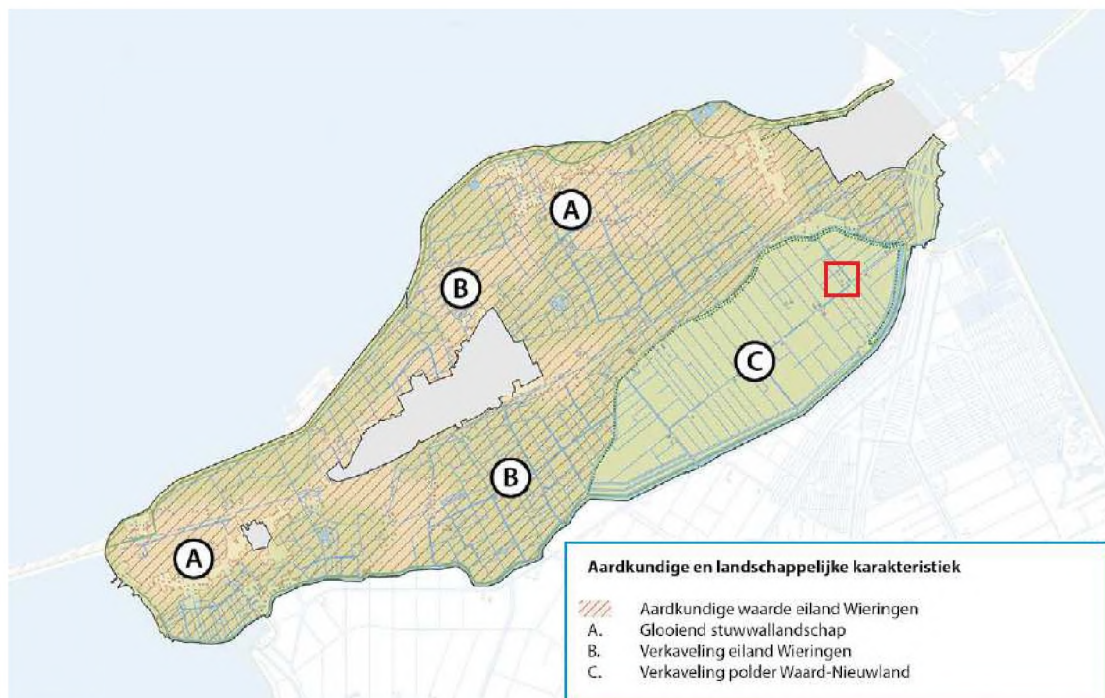 A
B
C
B
A
Aardkundige en landschappelijke karakteristiek
Aardkundige waarde eiland Wieringen
A. Glooiend stuwwallandschap
B. Verkaveling eiland Wieringen
C. Verkaveling polder Waard-Nieuwland